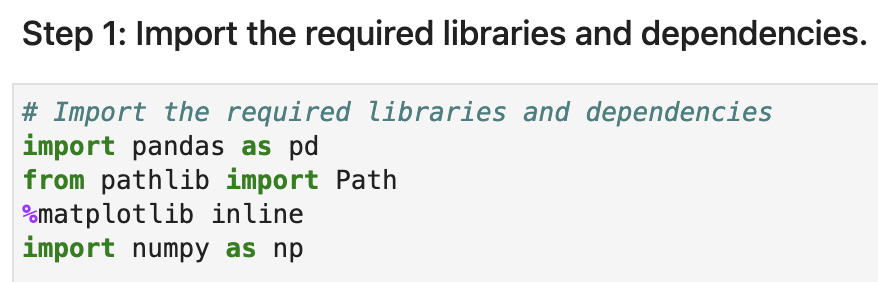 Step 1: Import the required libraries and dependencies.
# Import the required libraries and dependencies
import pandas as pd
from pathlib import Path
%matplotlib inline
import numpy as np